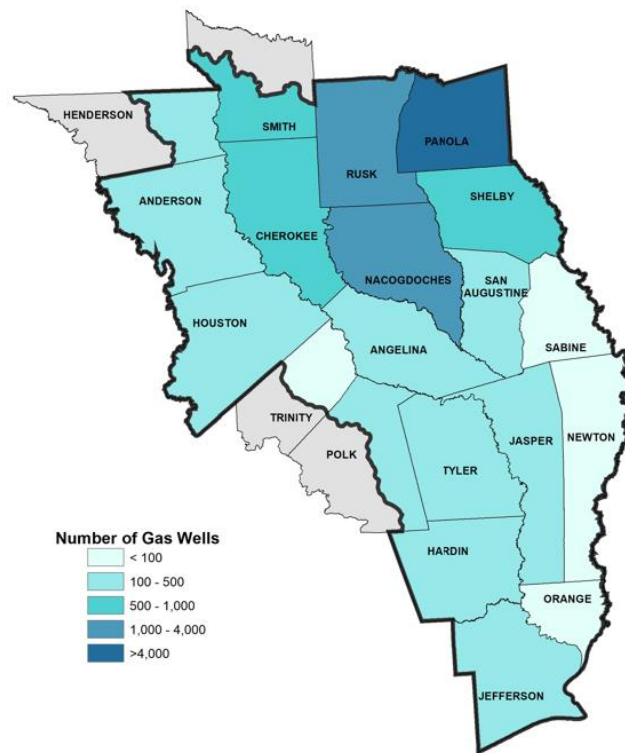 HENDERSON
SMITH
PANOLA
RUSK
ANDERSON
SHELBY
CHEROKEE
NACOGDOCHES
SAN
AUGUSTINE
HOUSTON
ANGELINA
SABINE
TRINITY
JASPER
NEWTON
POLK
TYLER
HARDIN
ORANGE
JEFFERSON
Number of Gas Wells
< 100
100 - 500
500 - 1,000
1,000 - 4,000
>4,000